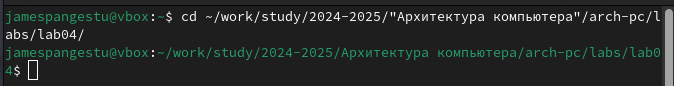 jamespangestu@vbox:~$ cd ~/work/study/2024-2025/"Архитектура компьютера"/arch-pc/l
abs/lab04/
jamespangestu@vbox:~/work/study/2024-2025/Архитектура компьютера/arch-pc/labs/lab0
4$